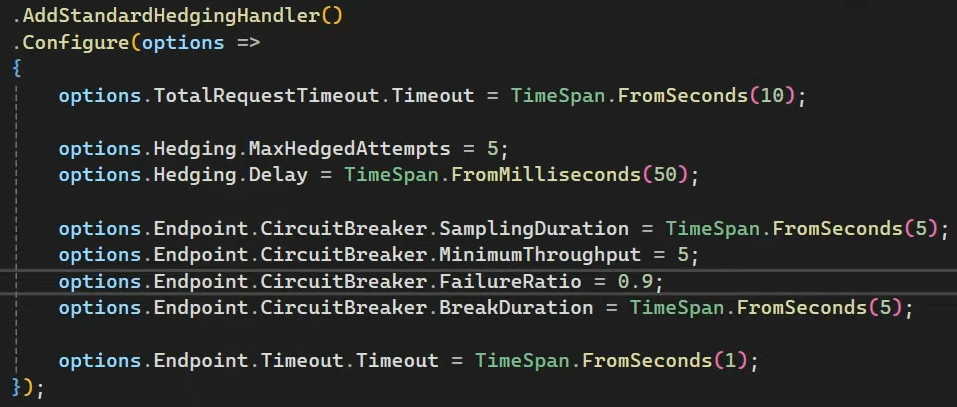 .AddStandardHedgingHandler()
.Configure(options =>
{
    options.TotalRequestTimeout.Timeout = TimeSpan.FromSeconds(10);

    options.Hedging.MaxHedgedAttempts = 5;
    options.Hedging.Delay = TimeSpan.FromMilliseconds(50);

    options.Endpoint.CircuitBreaker.SamplingDuration = TimeSpan.FromSeconds(5);
    options.Endpoint.CircuitBreaker.MinimumThroughput = 5;
    options.Endpoint.CircuitBreaker.FailureRatio = 0.9;
    options.Endpoint.CircuitBreaker.BreakDuration = TimeSpan.FromSeconds(5);

    options.Endpoint.Timeout.Timeout = TimeSpan.FromSeconds(1);
});